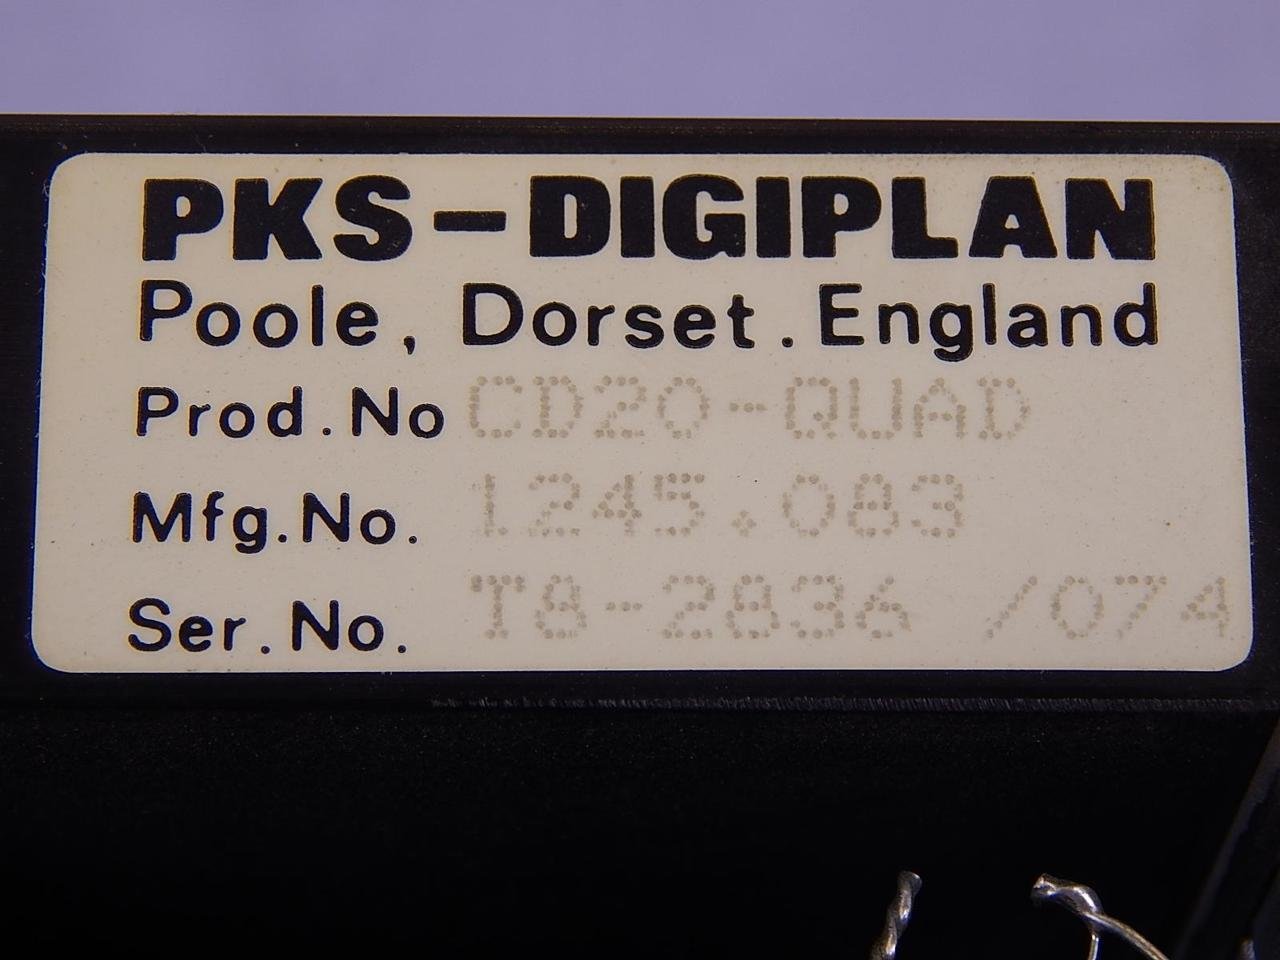 PKS-DIGIPLAN
Poole, Dorset. England
Prod.No CD20-QUAD
Mfg.No. 1245.083
Ser.No. T8-2836 /074